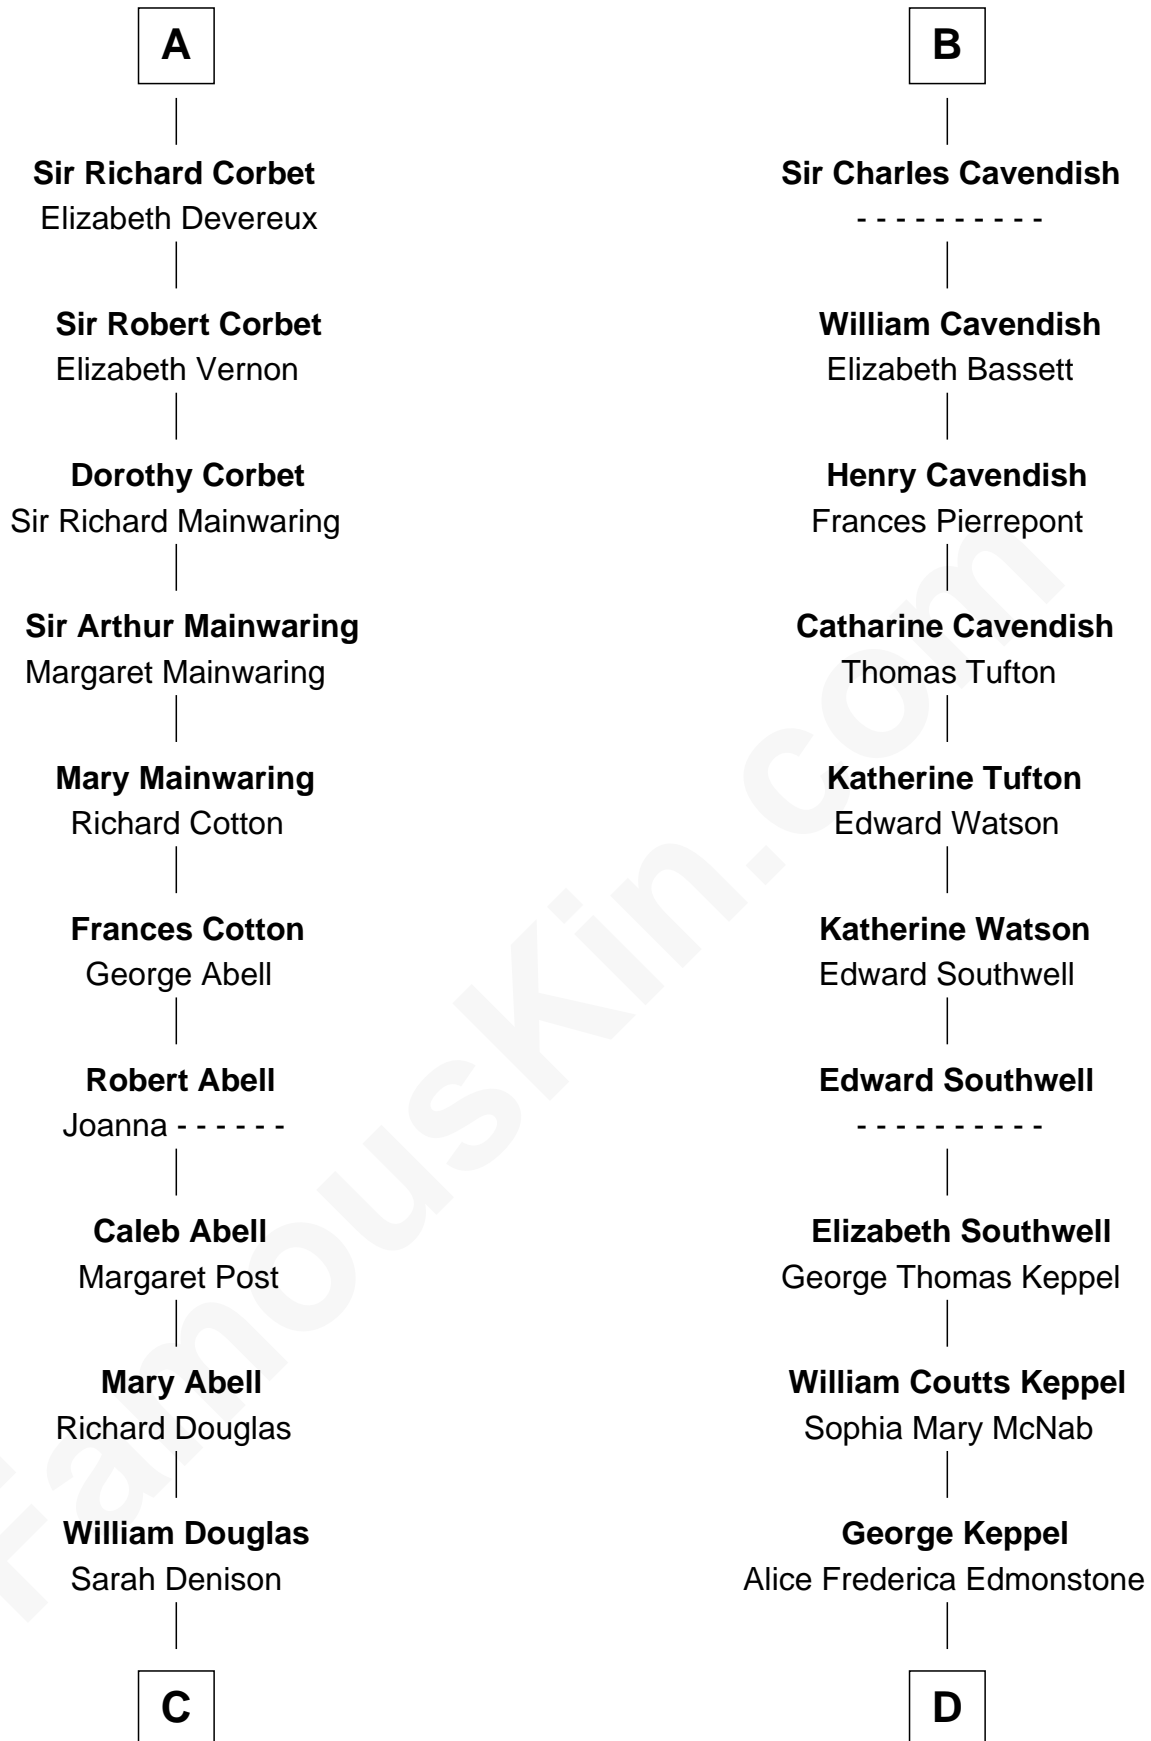 A
Sir Richard Corbet
Elizabeth Devereux
Sir Robert Corbet
Elizabeth Vernon
Dorothy Corbet
Sir Richard Mainwaring
Sir Arthur Mainwaring
Margaret Mainwaring
Mary Mainwaring
Richard Cotton
Frances Cotton
George Abell
Robert Abell
Joanna - - - - - -
Caleb Abell
Margaret Post
Mary Abell
Richard Douglas
William Douglas
Sarah Denison
C
B
Sir Charles Cavendish
- - - - - - - - - -
William Cavendish
Elizabeth Bassett
Henry Cavendish
Frances Pierrepont
Catharine Cavendish
Thomas Tufton
Katherine Tufton
Edward Watson
Katherine Watson
Edward Southwell
Edward Southwell
- - - - - - - - - -
Elizabeth Southwell
George Thomas Keppel
William Coutts Keppel
Sophia Mary McNab
George Keppel
Alice Frederica Edmonstone
D
FamousKin.com